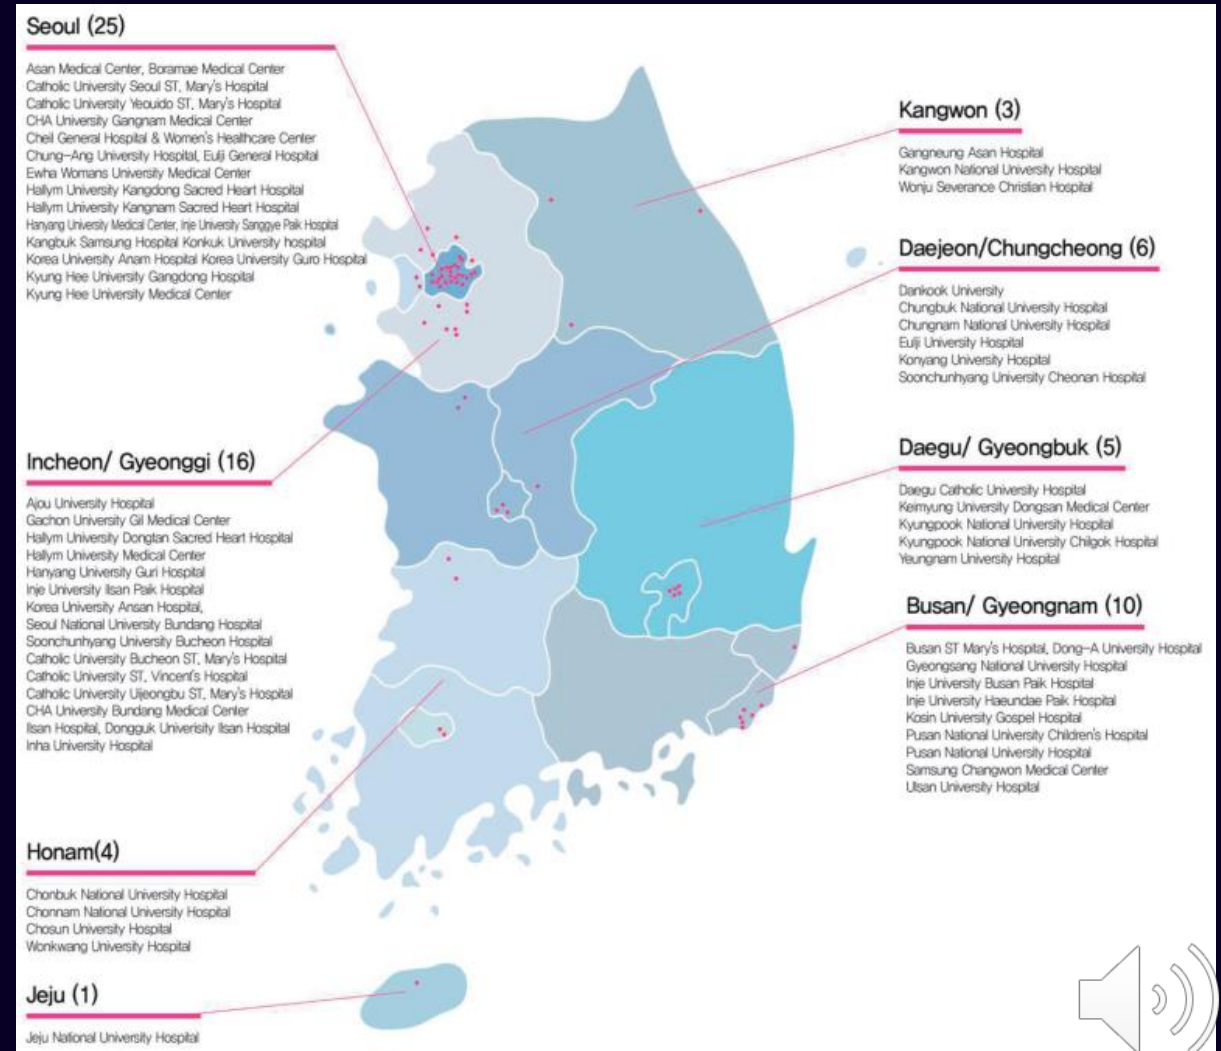 Seoul (25)
Asan Medical Center, Boramae Medical Center
Catholic University Seoul ST, Mary's Hospital
Catholic University Yeouido ST, Mary's Hospital
CHA University Gangnam Medical Center
Cheil General Hospital & Women's Healthcare Center
Chung-Ang University Hospital, Eulji General Hospital
Ewha Womans University Medical Center
Hallym University Kangdong Sacred Heart Hospital
Hallym University Kangnam Sacred Heart Hospital
Hanyang University Medical Center, Inje University Sanggye Paik Hospital
Kangbuk Samsung Hospital Konkuk University hospital
Korea University Anam Hospital Korea University Guro Hospital
Kyung Hee University Gangdong Hospital
Kyung Hee University Medical Center
Incheon/ Gyeonggi (16)
Ajou University Hospital
Gachon University Gil Medical Center
Hallym University Dongtan Sacred Heart Hospital
Hallym University Medical Center
Hanyang University Guri Hospital
Inje University Ilsan Paik Hospital
Korea University Ansan Hospital,
Seoul National University Bundang Hospital
Soonchunhyang University Bucheon Hospital
Catholic University Bucheon ST, Mary's Hospital
Catholic University ST, Vincent's Hospital
Catholic University Uijeongbu ST, Mary's Hospital
CHA University Bundang Medical Center
Ilsan Hospital, Dongguk Univerisity Ilsan Hospital
Inha University Hospital
Honam(4)
Chonbuk National University Hospital
Chonnam National University Hospital
Chosun University Hospital
Wonkwang University Hospital
Jeju (1)
Jeju National University Hospital
Kangwon (3)
Gangneung Asan Hospital
Kangwon National University Hospital
Wonju Severance Christian Hospital
Daejeon/Chungcheong (6)
Dankook University
Chungbuk National University Hospital
Chungnam National University Hospital
Eulji University Hospital
Konyang University Hospital
Soonchunhyang University Cheonan Hospital
Daegu/ Gyeongbuk (5)
Daegu Catholic University Hospital
Keimyung University Dongsan Medical Center
Kyungpook National University Hospital
Kyungpook National University Chilgok Hospital
Yeungnam University Hospital
Busan/ Gyeongnam (10)
Busan ST Mary's Hospital, Dong-A University Hospital
Gyeongsang National University Hospital
Inje University Busan Paik Hospital
Inje University Haeundae Paik Hospital
Kosin University Gospel Hospital
Pusan National University Children's Hospital
Pusan National University Hospital
Samsung Changwon Medical Center
Ulsan University Hospital